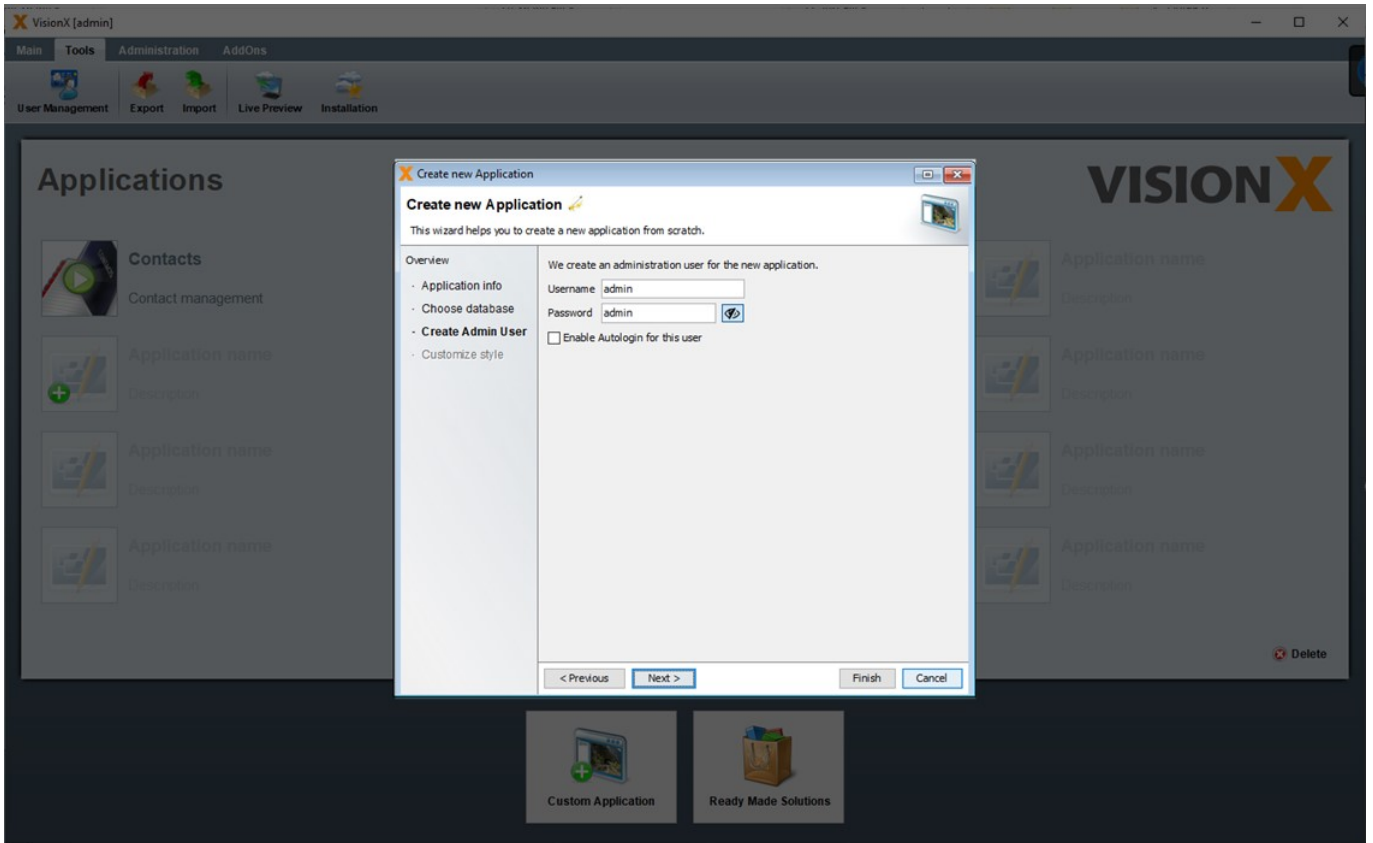 VisionX [admin]
Main Tools Administration AddOns
User Management Export Import Live Preview Installation
Applications
VISIONX
Contacts
Contact management
Application name
Description
Application name
Description
Application name
Description
Create new Application
Create new Application
This wizard helps you to create a new application from scratch.
Overview
· Application info
· Choose database
· Create Admin User
· Customize style
We create an administration user for the new application.
Username admin
Password admin
Enable Autologin for this user
< Previous Next > Finish Cancel
Application name
Description
Application name
Description
Application name
Description
Application name
Description
Delete
Custom Application Ready Made Solutions